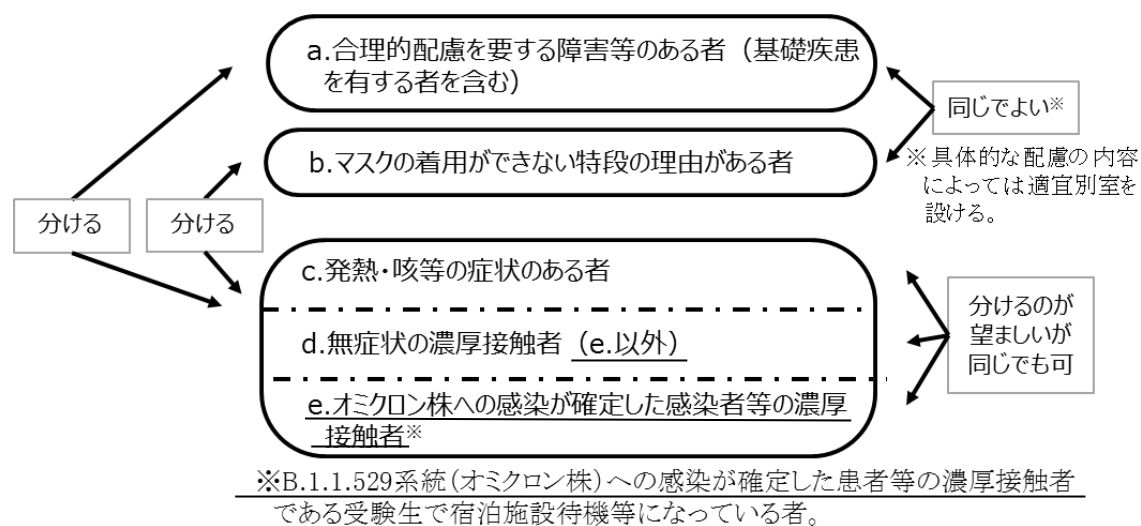 a.合理的配慮を要する障害等のある者（基礎疾患
を有する者を含む）
同じでよい※
b.マスクの着用ができない特段の理由がある者
※具体的な配慮の内容
によっては適宜別室を
設ける。
分ける
分ける
c.発熱・咳等の症状のある者
d.無症状の濃厚接触者（e.以外）
e.オミクロン株への感染が確定した感染者等の濃厚
接触者※
分けるのが
望ましいが
同じでも可
※B.1.1.529系統（オミクロン株）への感染が確定した患者等の濃厚接触者
である受験生で宿泊施設待機等になっている者。